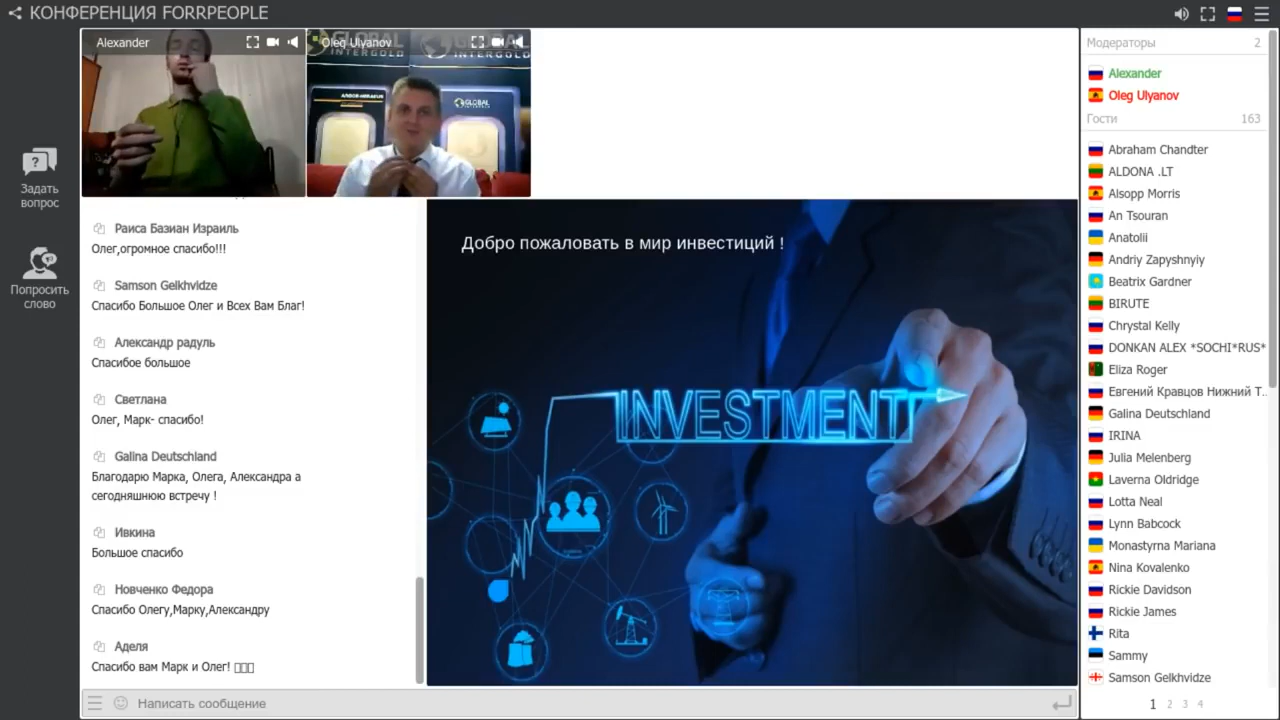 КОНФЕРЕНЦИЯ FORRPEOPLE
Alexander
Oleg Ulyanov
GLOBAL
INTERGOLD
INTERGOLD
ARGOR-HERAEUS
GLOBAL
INTERGOLD
Задать
вопрос
Попросить
слово
Раиса Базиан Израиль
Олег,огромное спасибо!!!
Samson Gelkhvidze
Спасибо Большое Олег и Всех Вам Благ!
Александр радуль
Спасибое большое
Светлана
Олег, Марк- спасибо!
Galina Deutschland
Благодарю Марка, Олега, Александра а
сегодняшнюю встречу !
Ивкина
Большое спасибо
Новченко Федора
Спасибо Олегу,Марку,Александру
Аделя
Спасибо вам Марк и Олег!
Написать сообщение
Добро пожаловать в мир инвестиций !
INVESTMENT
Модераторы 2
Alexander
Oleg Ulyanov
Гости 163
Abraham Chandter
ALDONA .LT
Alsopp Morris
An Tsouran
Anatolii
Andriy Zapyshnyiy
Beatrix Gardner
BIRUTE
Chrystal Kelly
DONKAN ALEX *SOCHI*RUS*
Eliza Roger
Евгений Кравцов Нижний Т..
Galina Deutschland
IRINA
Julia Melenberg
Laverna Oldridge
Lotta Neal
Lynn Babcock
Monastyrna Mariana
Nina Kovalenko
Rickie Davidson
Rickie James
Rita
Sammy
Samson Gelkhvidze
1 2 3 4